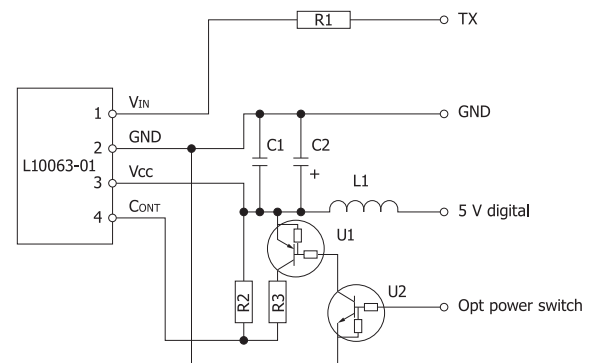 R1
TX
L10063-01
1
VIN
2
GND
3
Vcc
4
CONT
C1
C2
+
GND
L1
5 V digital
U1
R2
R3
U2
Opt power switch